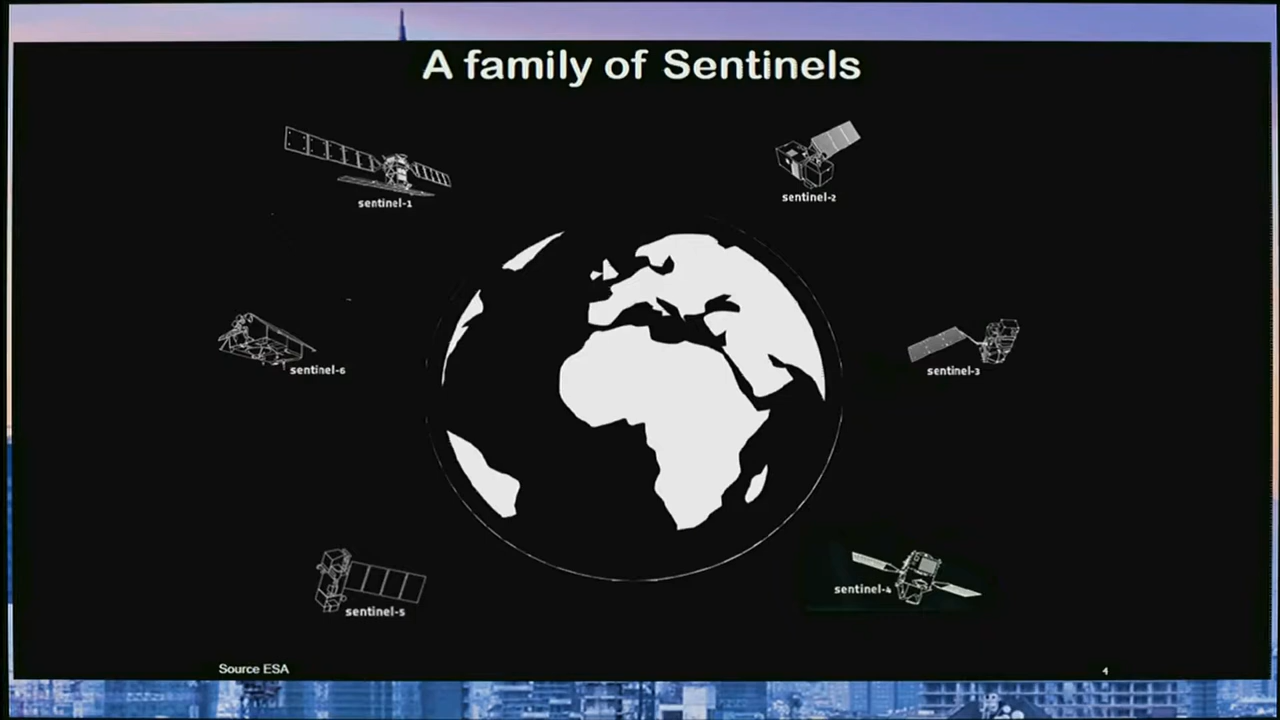 A family of Sentinels
sentinel-1
sentinel-2
sentinel-6
sentinel-3
sentinel-5
sentinel-4
Source ESA
4